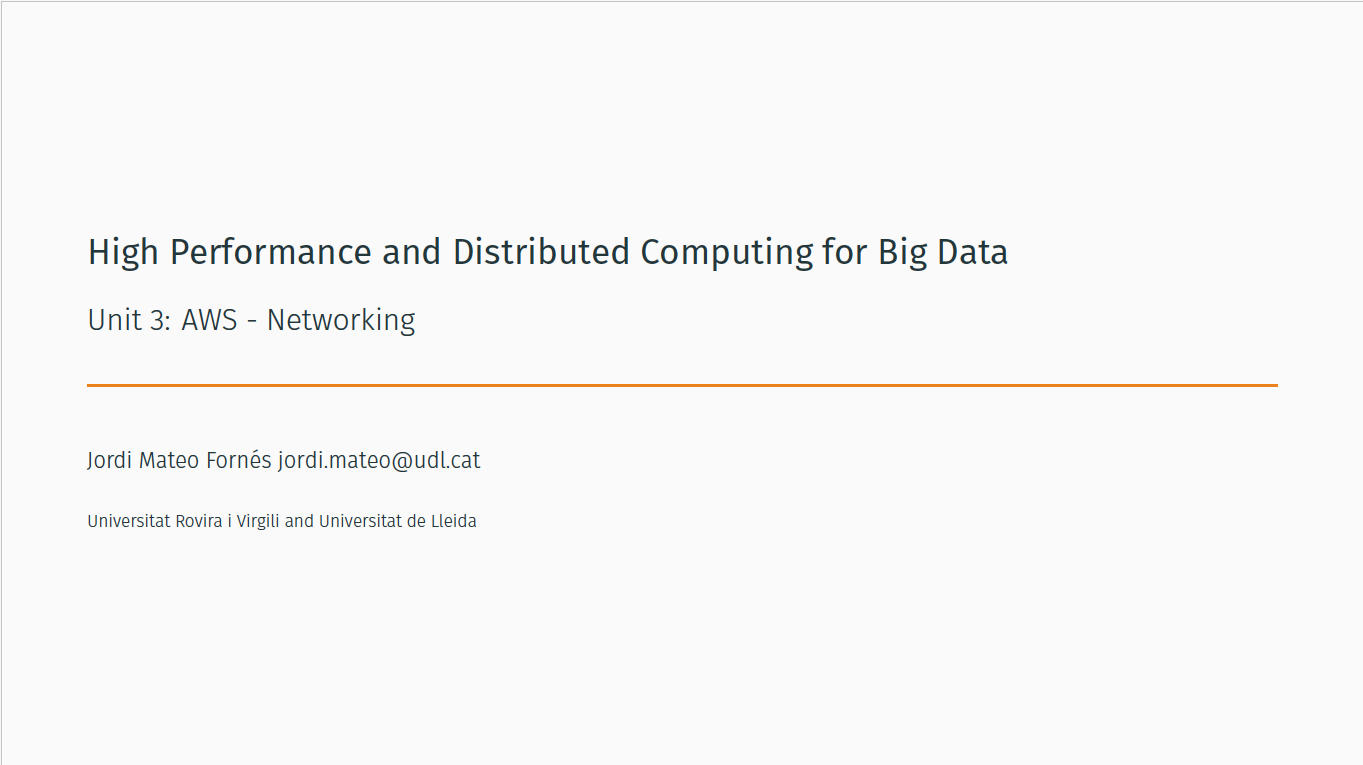 High Performance and Distributed Computing for Big Data
Unit 3: AWS - Networking
Jordi Mateo Fornés jordi.mateo@udl.cat
Universitat Rovira i Virgili and Universitat de Lleida